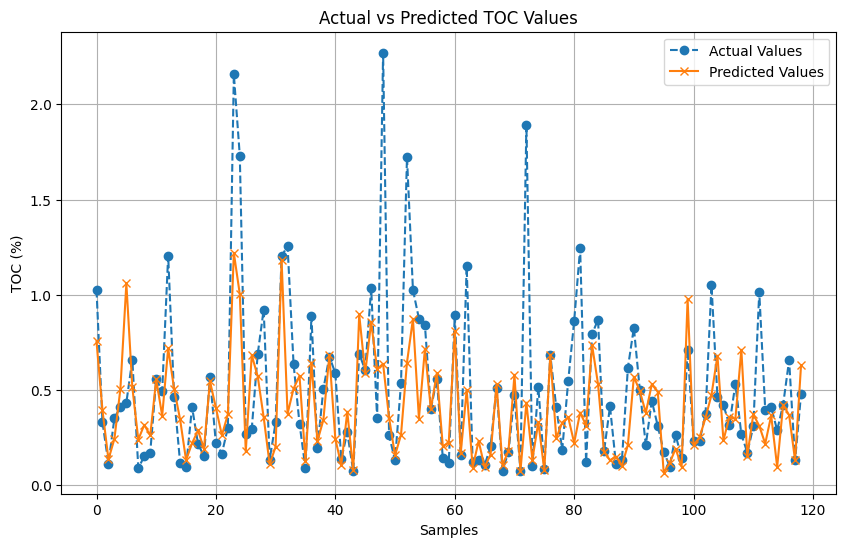 Actual vs Predicted TOC Values
Actual Values
Predicted Values
TOC (%)
2.0
1.5
1.0
0.5
0.0
0 20 40 60 80 100 120
Samples